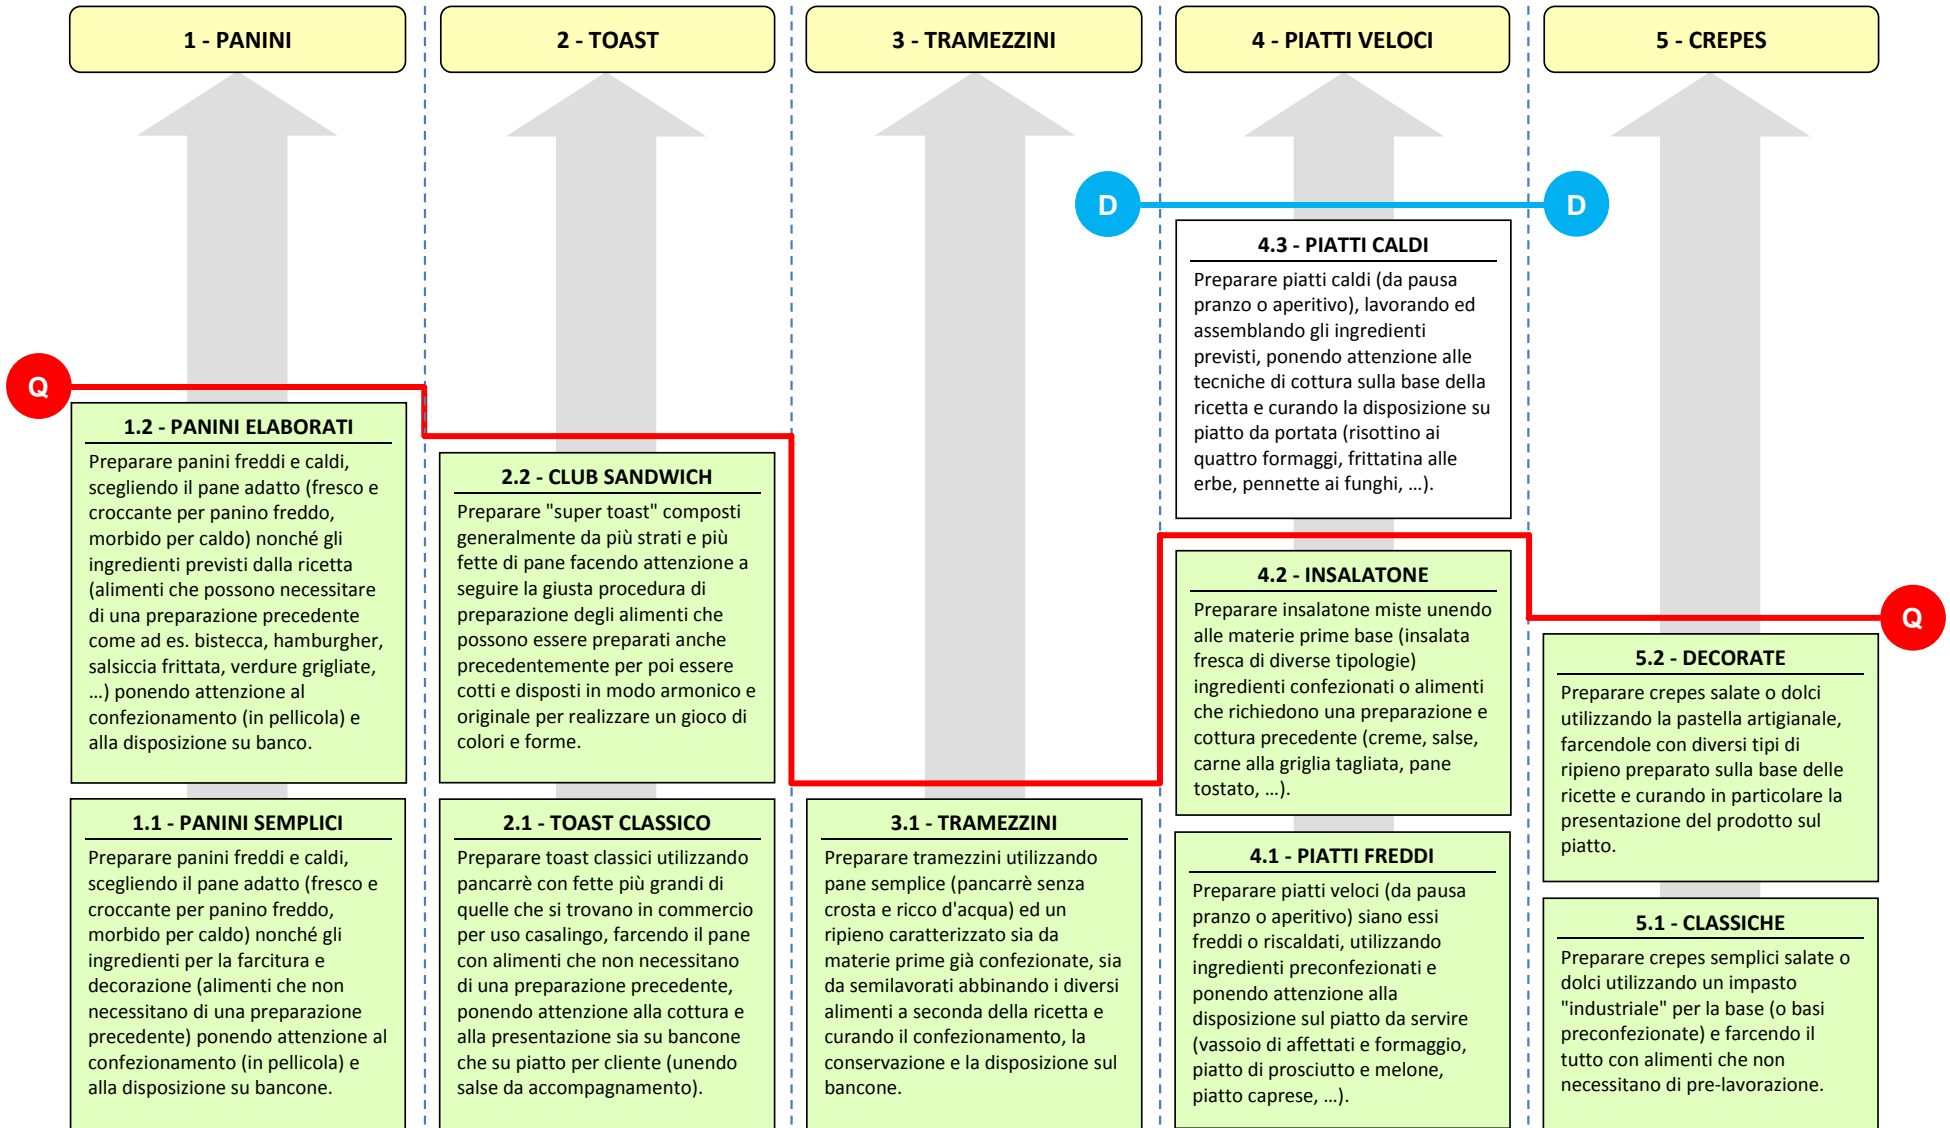 1 - PANINI
2 - TOAST
3 - TRAMEZZINI
4 - PIATTI VELOCI
5 - CREPES
D
D
Q
Q
1.2 - PANINI ELABORATI
Preparare panini freddi e caldi,
scegliendo il pane adatto (fresco e
croccante per panino freddo,
morbido per caldo) nonché gli
ingredienti previsti dalla ricetta
(alimenti che possono necessitare
di una preparazione precedente
come ad es. bistecca, hamburgher,
salsiccia frittata, verdure grigliate,
…) ponendo attenzione al
confezionamento (in pellicola) e
alla disposizione su banco.
1.1 - PANINI SEMPLICI
Preparare panini freddi e caldi,
scegliendo il pane adatto (fresco e
croccante per panino freddo,
morbido per caldo) nonché gli
ingredienti per la farcitura e
decorazione (alimenti che non
necessitano di una preparazione
precedente) ponendo attenzione al
confezionamento (in pellicola) e
alla disposizione su bancone.
2.2 - CLUB SANDWICH
Preparare "super toast" composti
generalmente da più strati e più
fette di pane facendo attenzione a
seguire la giusta procedura di
preparazione degli alimenti che
possono essere preparati anche
precedentemente per poi essere
cotti e disposti in modo armonico e
originale per realizzare un gioco di
colori e forme.
2.1 - TOAST CLASSICO
Preparare toast classici utilizzando
pancarrè con fette più grandi di
quelle che si trovano in commercio
per uso casalingo, farcendo il pane
con alimenti che non necessitano
di una preparazione precedente,
ponendo attenzione alla cottura e
alla presentazione sia su bancone
che su piatto per cliente (unendo
salse da accompagnamento).
3.1 - TRAMEZZINI
Preparare tramezzini utilizzando
pane semplice (pancarrè senza
crosta e ricco d'acqua) ed un
ripieno caratterizzato sia da
materie prime già confezionate, sia
da semilavorati abbinando i diversi
alimenti a seconda della ricetta e
curando il confezionamento, la
conservazione e la disposizione sul
bancone.
4.3 - PIATTI CALDI
Preparare piatti caldi (da pausa
pranzo o aperitivo), lavorando ed
assemblando gli ingredienti
previsti, ponendo attenzione alle
tecniche di cottura sulla base della
ricetta e curando la disposizione su
piatto da portata (risottino ai
quattro formaggi, frittatina alle
erbe, pennette ai funghi, …).
4.2 - INSALATONE
Preparare insalatone miste unendo
alle materie prime base (insalata
fresca di diverse tipologie)
ingredienti confezionati o alimenti
che richiedono una preparazione e
cottura precedente (creme, salse,
carne alla griglia tagliata, pane
tostato, …).
4.1 - PIATTI FREDDI
Preparare piatti veloci (da pausa
pranzo o aperitivo) siano essi
freddi o riscaldati, utilizzando
ingredienti preconfezionati e
ponendo attenzione alla
disposizione sul piatto da servire
(vassoio di affettati e formaggio,
piatto di prosciutto e melone,
piatto caprese, …).
5.2 - DECORATE
Preparare crepes salate o dolci
utilizzando la pastella artigianale,
farcendole con diversi tipi di
ripieno preparato sulla base delle
ricette e curando in particolare la
presentazione del prodotto sul
piatto.
5.1 - CLASSICHE
Preparare crepes semplici salate o
dolci utilizzando un impasto
"industriale" per la base (o basi
preconfezionate) e farcendo il
tutto con alimenti che non
necessitano di pre-lavorazione.